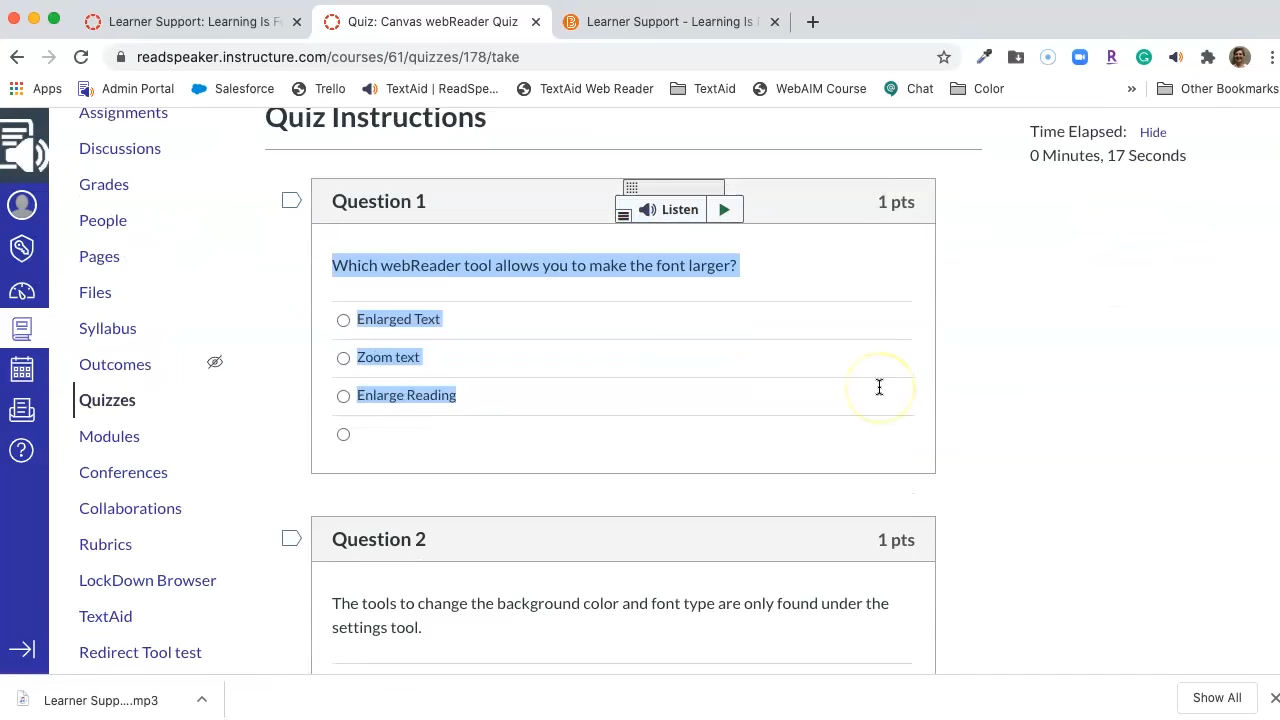 Learner Support: Learning Is F
Quiz: Canvas webReader Quiz
Learner Support - Learning Is
readspeaker.instructure.com/courses/61/quizzes/178/take
Apps
Admin Portal
Salesforce
Trello
TextAid | ReadSpe...
TextAid Web Reader
TextAid
WebAIM Course
Chat
Color
»
Other Bookmarks
Assignments
Discussions
Grades
People
Pages
Files
Syllabus
Outcomes
Quizzes
Modules
Conferences
Collaborations
Rubrics
LockDown Browser
TextAid
Redirect Tool test
Quiz Instructions
Time Elapsed: Hide
0 Minutes, 17 Seconds
Question 1
Listen
1 pts
Which webReader tool allows you to make the font larger?
Enlarged Text
Zoom text
Enlarge Reading
Question 2
1 pts
The tools to change the background color and font type are only found under the
settings tool.
Learner Supp....mp3
Show All